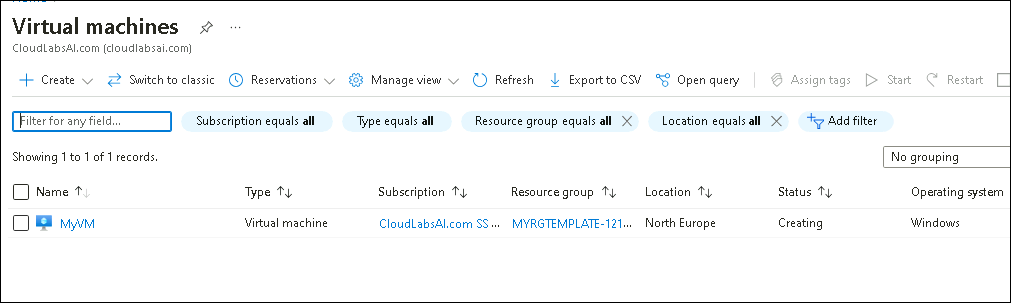 Virtual machines ...
CloudLabsAI.com (cloudlabsai.com)
Create Switch to classic Reservations Manage view Refresh Export to CSV Open query Assign tags Start Restart
Filter for any field... Subscription equals all Type equals all Resource group equals all Location equals all Add filter
Showing 1 to 1 of 1 records.
No grouping
Name Type Subscription Resource group Location Status Operating system
MyVM Virtual machine CloudLabsAI.com SS ... MYRGTEMPLATE-121... North Europe Creating Windows